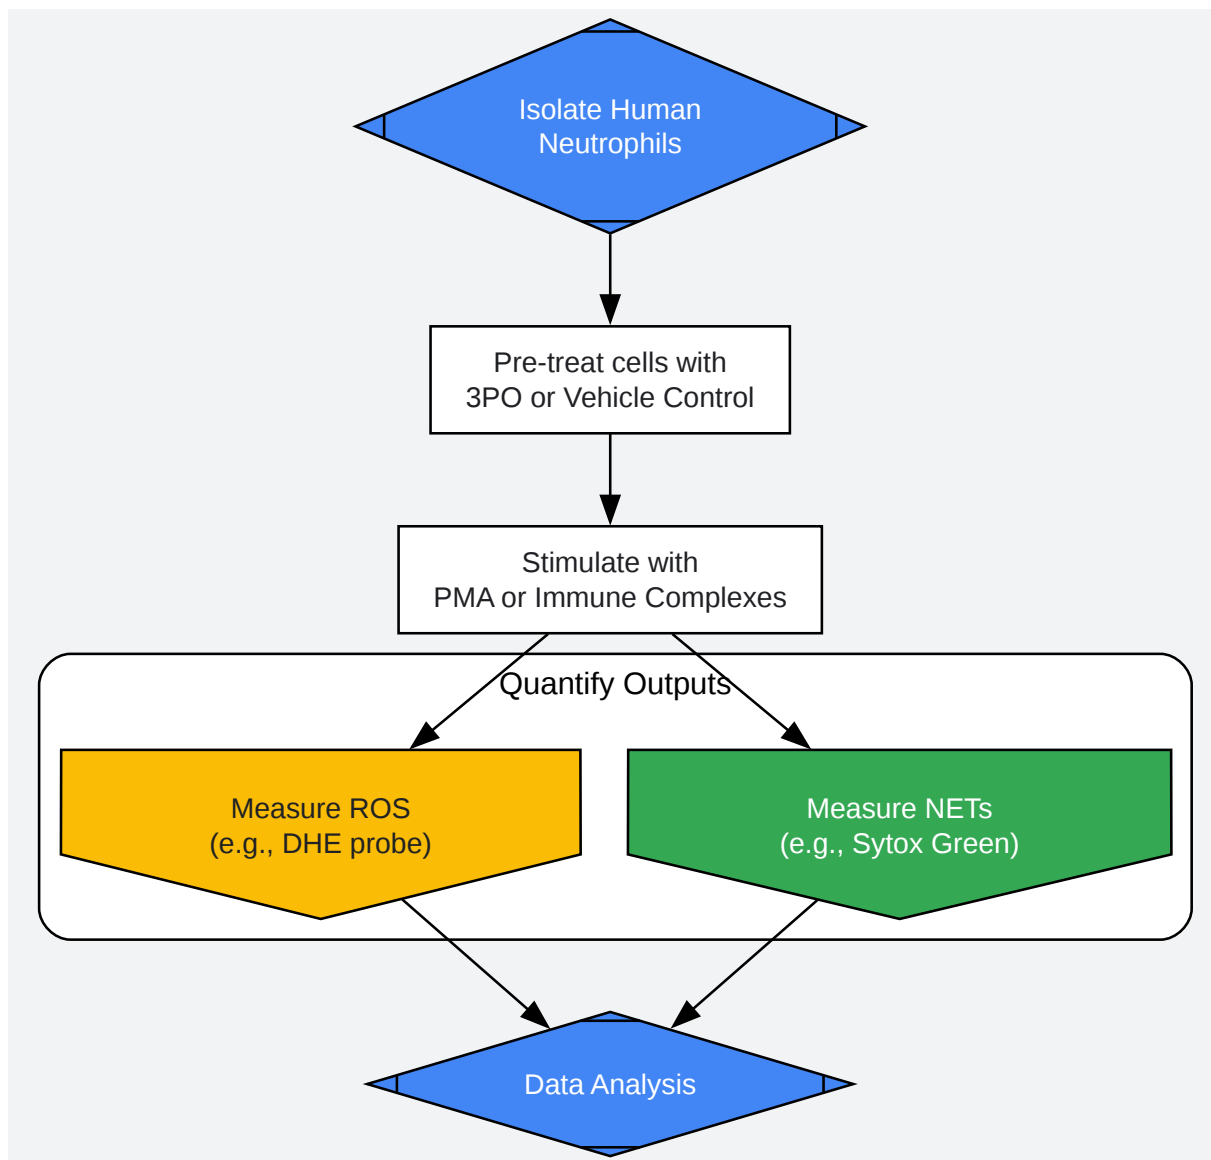 Isolate Human
Neutrophils
Pre-treat cells with
3PO or Vehicle Control
Stimulate with
PMA or Immune Complexes
Quantify Outputs
Measure ROS
(e.g., DHE probe)
Measure NETs
(e.g., Sytox Green)
Data Analysis